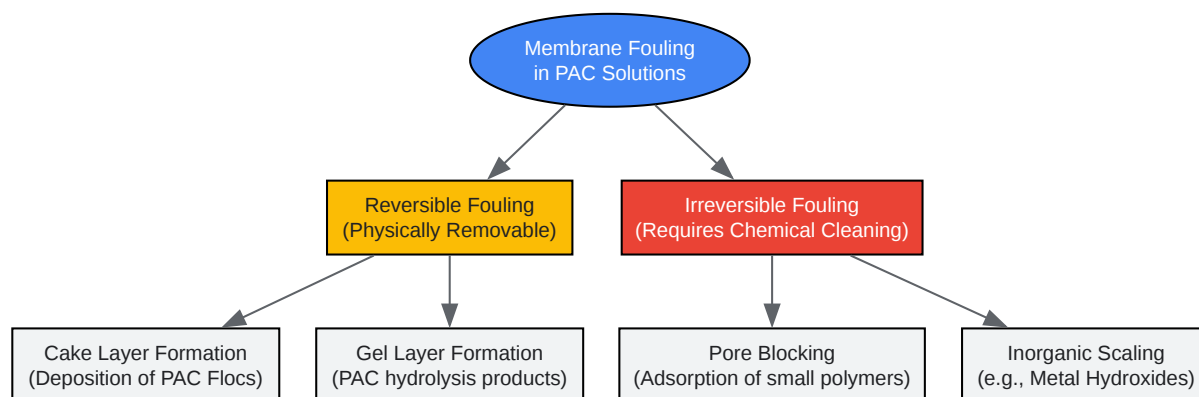 Membrane Fouling
in PAC Solutions
Reversible Fouling
(Physically Removable)
Irreversible Fouling
(Requires Chemical Cleaning)
Cake Layer Formation
(Deposition of PAC Flocs)
Gel Layer Formation
(PAC hydrolysis products)
Pore Blocking
(Adsorption of small polymers)
Inorganic Scaling
(e.g., Metal Hydroxides)